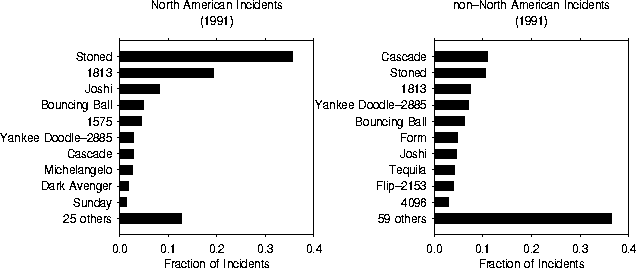 North American Incidents
(1991)
Stoned
1813
Joshi
Bouncing Ball
1575
Yankee Doodle–2885
Cascade
Michelangelo
Dark Avenger
Sunday
25 others
0.0 0.1 0.2 0.3 0.4
Fraction of Incidents
non–North American Incidents
(1991)
Cascade
Stoned
1813
Yankee Doodle–2885
Bouncing Ball
Form
Joshi
Tequila
Flip–2153
4096
59 others
0.0 0.1 0.2 0.3 0.4
Fraction of Incidents